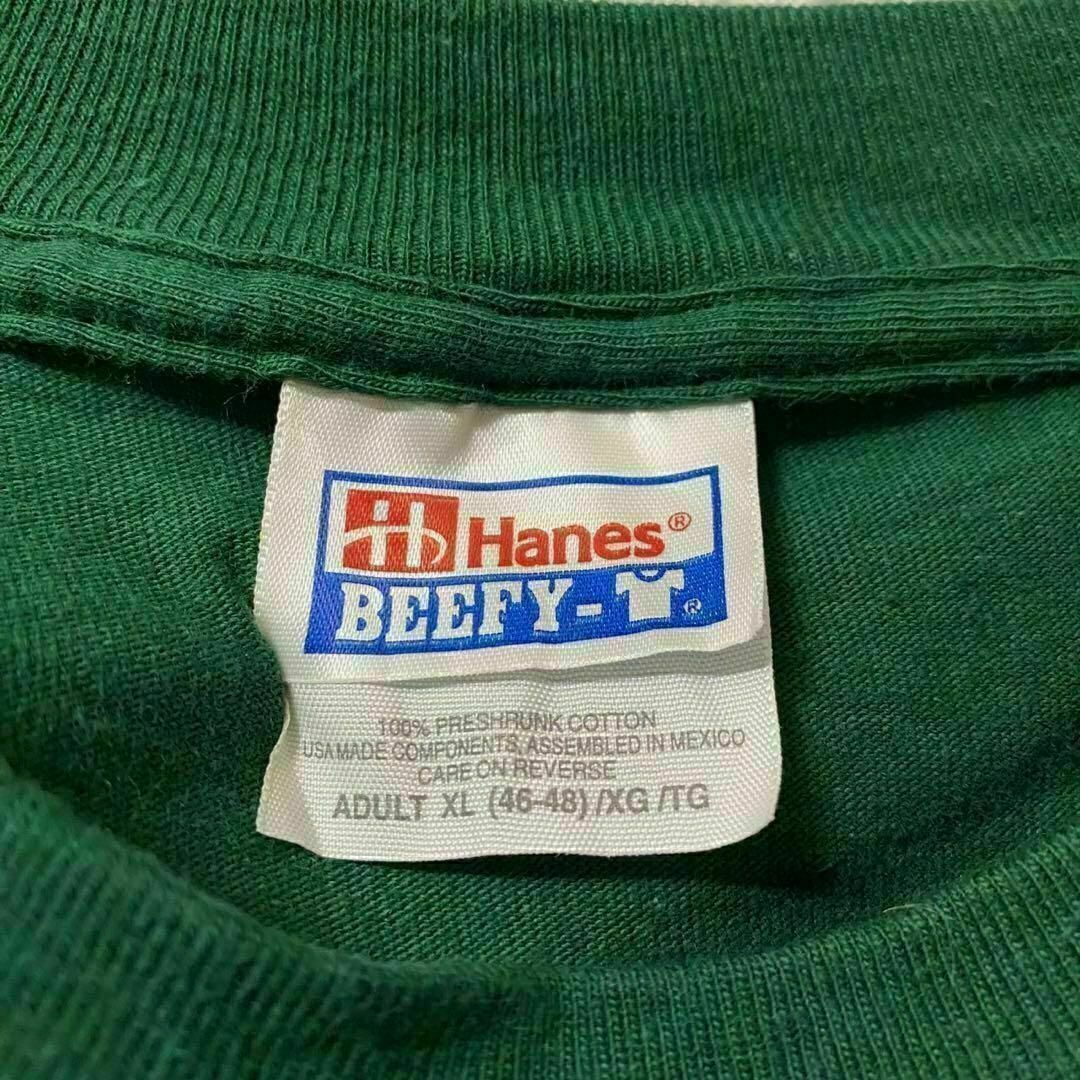 Hanes®
BEEFY-T®
100% PRESHRUNK COTTON
USA MADE COMPONENTS, ASSEMBLED IN MEXICO
CARE ON REVERSE
ADULT XL (46-48) /XG /TG